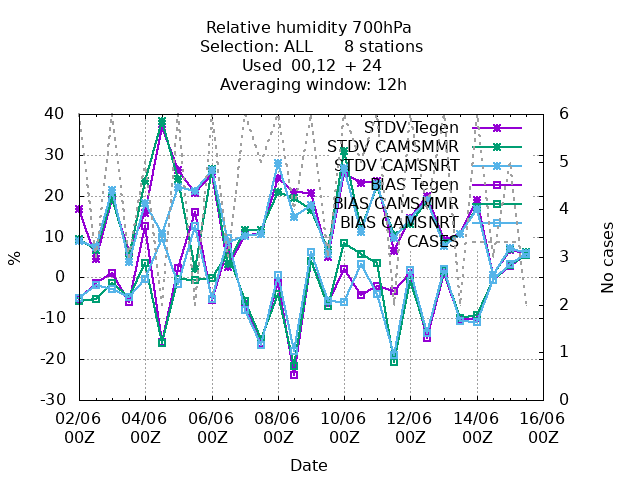 Relative humidity 700hPa
Selection: ALL      8 stations
Used  00,12  + 24
Averaging window: 12h
40
30
20
10
0
-10
-20
-30
%
6
5
4
3
2
1
0
No cases
STDV Tegen
STDV CAMSMMR
STDV CAMSNRT
BIAS Tegen
BIAS CAMSMMR
BIAS CAMSNRT
CASES
02/06 04/06 06/06 08/06 10/06 12/06 14/06 16/06
00Z 00Z 00Z 00Z 00Z 00Z 00Z 00Z
Date